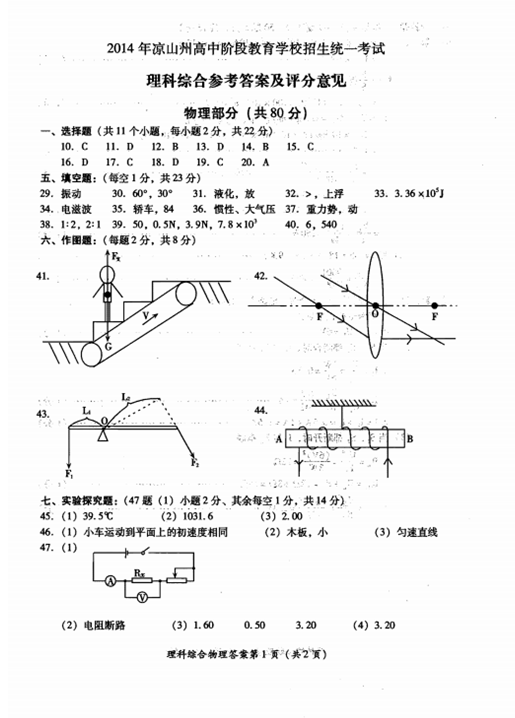 2014 年凉山州高中阶段教育学校招生统一考试
理科综合参考答案及评分意见
物理部分（共80 分）
一、选择题（共11 个小题，每小题2 分，共22 分）
10. C 11. D 12. B 13. D 14. B 15. C
16. D 17. C 18. D 19. C 20. A
五、填空题：（每空1 分，共23 分）
29. 振动 30. 60°，30° 31. 液化，放 32. >，上浮 33. 3.36×10⁵J
34. 电磁波 35. 轿车，84 36. 惯性、大气压 37. 重力势，动
38. 1:2，2:1 39. 50，0.5N，3.9N，7.8×10³ 40. 6，540
六、作图题：（每题2 分，共8 分）
41.
F支
V
G
42.
F O F
43.
L₁ O L₂
F₁ F₂
44.
A B
七、实验探究题：（47 题（1）小题2 分、其余每空1 分，共14 分）
45.（1）39.5℃ （2）1031.6 （3）2.00
46.（1）小车运动到平面上的初速度相同 （2）木板，小 （3）匀速直线
47.（1）
A Rx
V
（2）电阻断路 （3）1.60 0.50 3.20 （4）3.20
理科综合物理答案第1 页（共2 页）